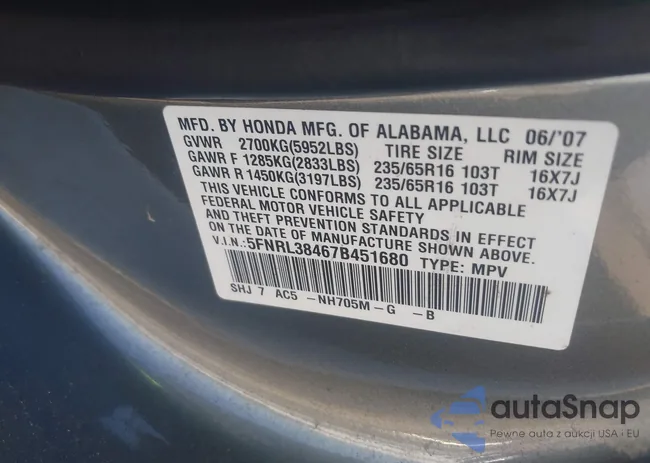 MFD. BY HONDA MFG. OF ALABAMA, LLC 06/'07
GVWR 2700KG(5952LBS) TIRE SIZE RIM SIZE
GAWR F 1285KG(2833LBS) 235/65R16 103T 16X7J
GAWR R 1450KG(3197LBS) 235/65R16 103T 16X7J
THIS VEHICLE CONFORMS TO ALL APPLICABLE
FEDERAL MOTOR VEHICLE SAFETY
AND THEFT PREVENTION STANDARDS IN EFFECT
ON THE DATE OF MANUFACTURE SHOWN ABOVE.
V.I.N.:5FNRL38467B451680 TYPE: MPV
SHJ 7 AC5 -NH705M-G -B
autaSnap
Pewne auta z aukcji USA - EU